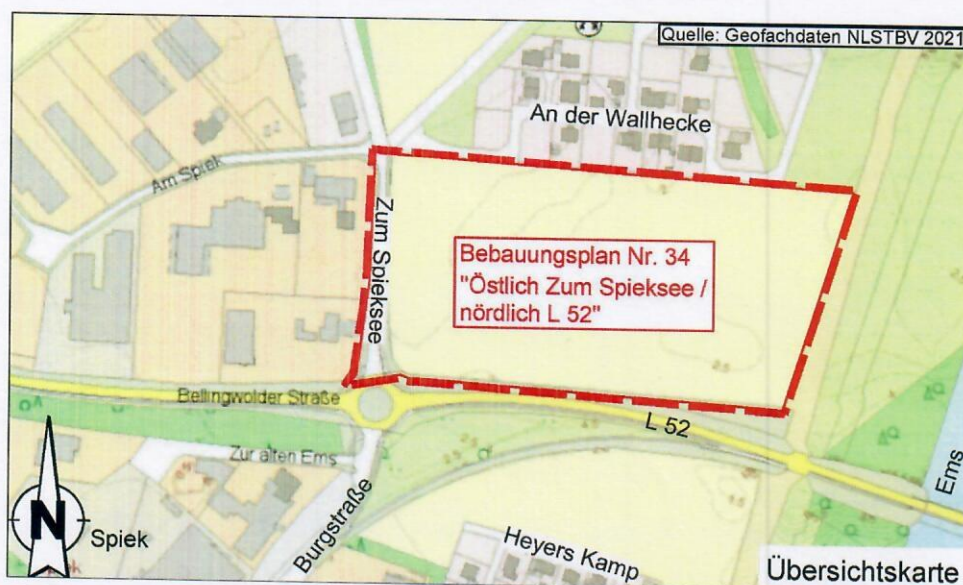 Quelle: Geofachdaten NLSTBV 2021
An der Wallhecke
Am Spiek
Zum Spieksee
Bebauungsplan Nr. 34
"Östlich Zum Spieksee /
nördlich L 52"
Bellingwolder Straße
L 52
Zur alten Ems
Ems
N
Spiek
Burgstraße
Heyers Kamp
Übersichtskarte